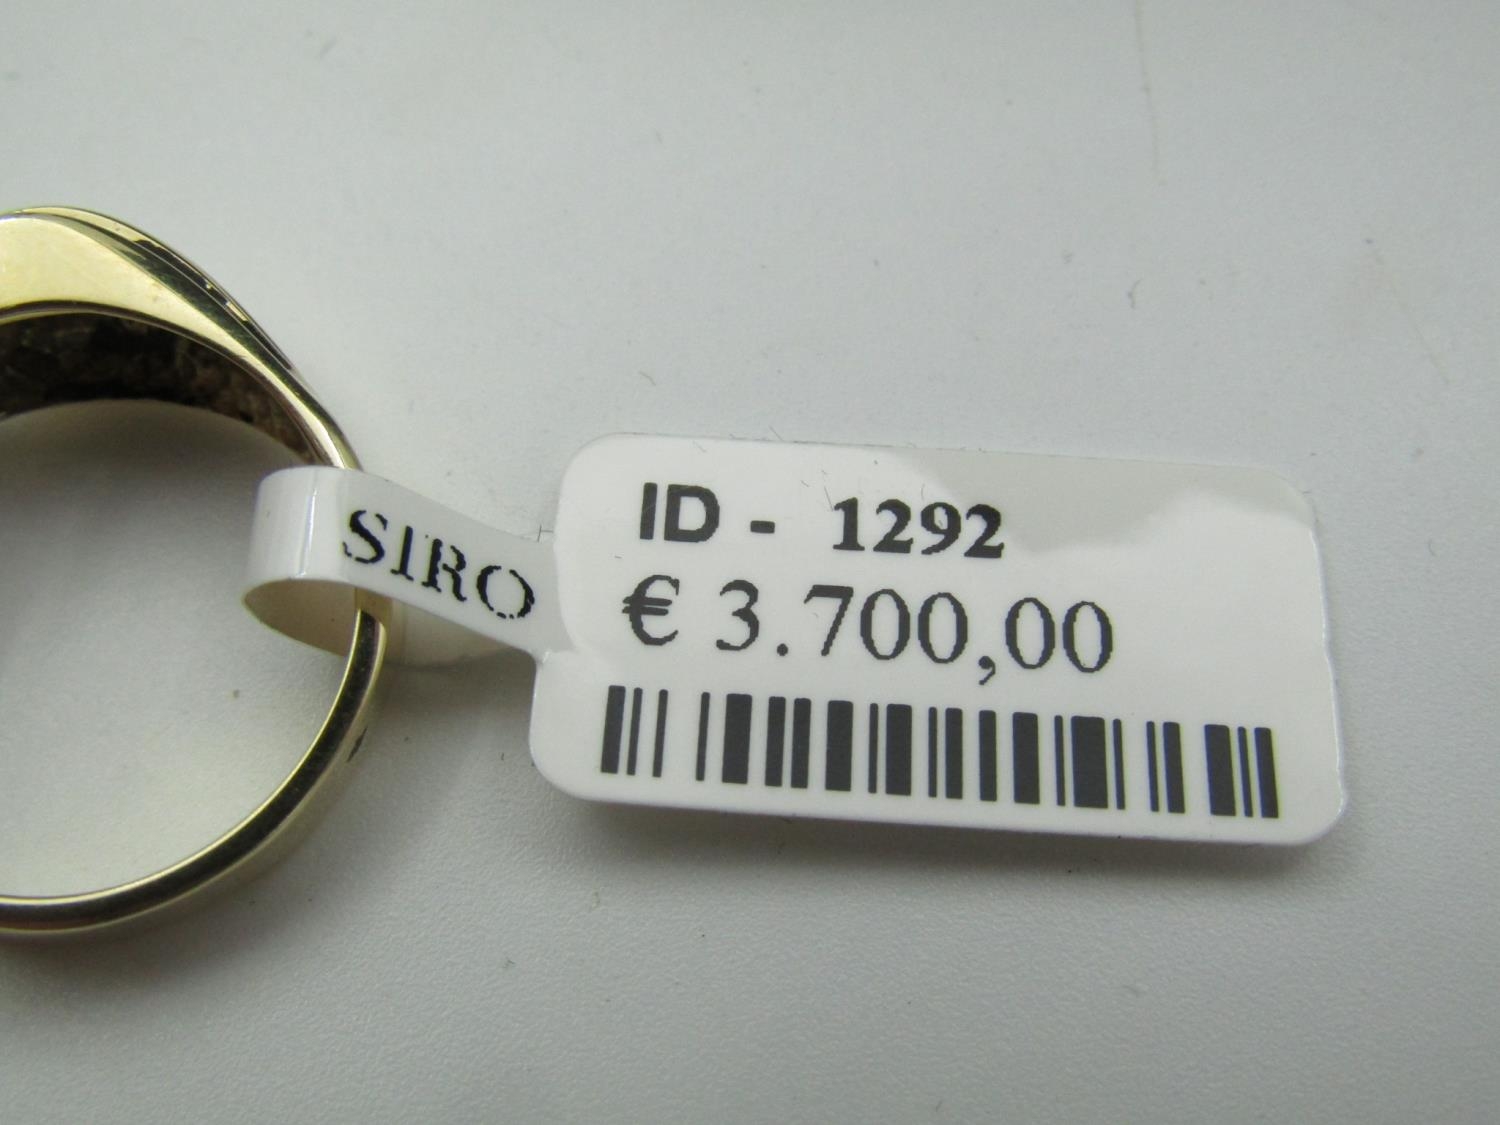 SIRO
ID - 1292
€ 3.700,00